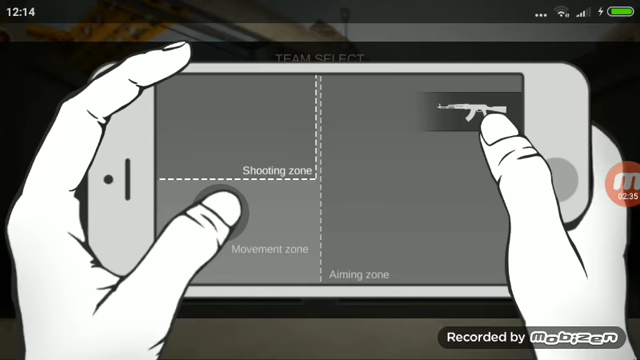 12:14
TEAM SELECT
Shooting zone
02:35
Movement zone
Aiming zone
Recorded by mobizen